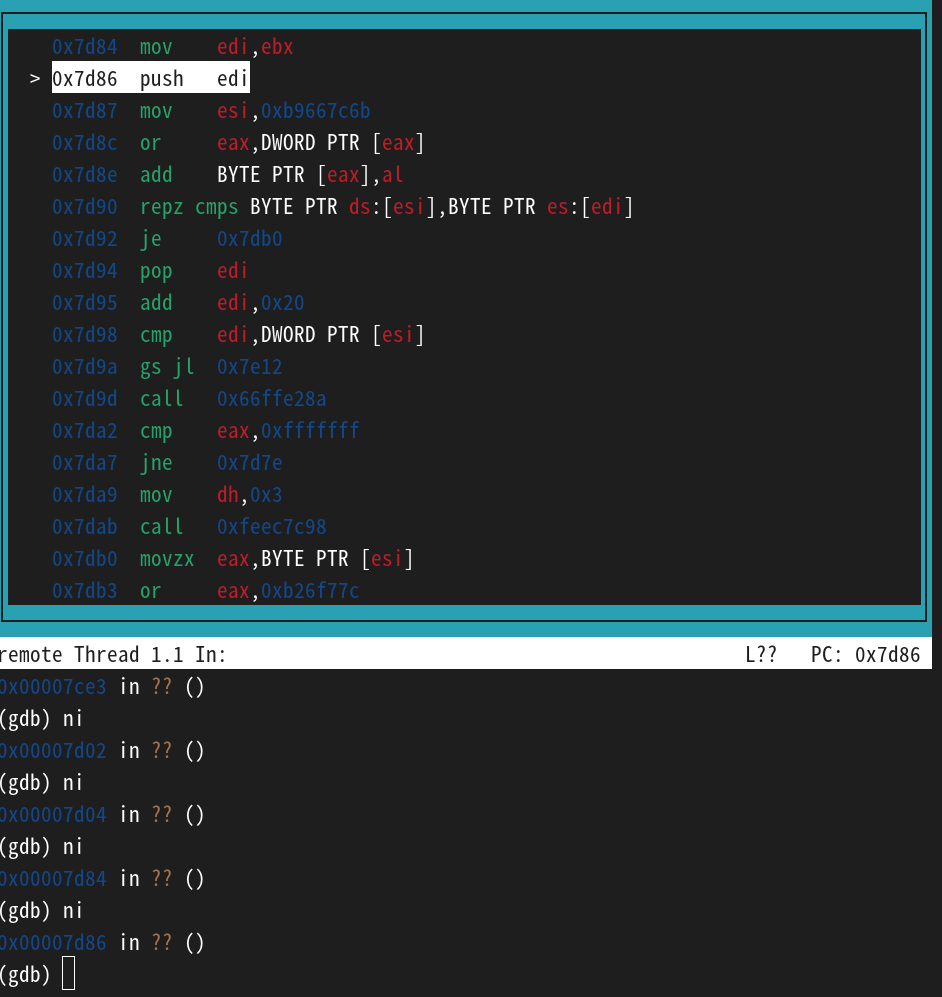 0x7d84 mov edi,ebx
> 0x7d86 push edi
0x7d87 mov esi,0xb9667c6b
0x7d8c or eax,DWORD PTR [eax]
0x7d8e add BYTE PTR [eax],al
0x7d90 repz cmps BYTE PTR ds:[esi],BYTE PTR es:[edi]
0x7d92 je 0x7db0
0x7d94 pop edi
0x7d95 add edi,0x20
0x7d98 cmp edi,DWORD PTR [esi]
0x7d9a gs jl 0x7e12
0x7d9d call 0x66ffe28a
0x7da2 cmp eax,0xfffffff
0x7da7 jne 0x7d7e
0x7da9 mov dh,0x3
0x7dab call 0xfeec7c98
0x7db0 movzx eax,BYTE PTR [esi]
0x7db3 or eax,0xb26f77c
remote Thread 1.1 In: L?? PC: 0x7d86
0x00007ce3 in ?? ()
(gdb) ni
0x00007d02 in ?? ()
(gdb) ni
0x00007d04 in ?? ()
(gdb) ni
0x00007d84 in ?? ()
(gdb) ni
0x00007d86 in ?? ()
(gdb)